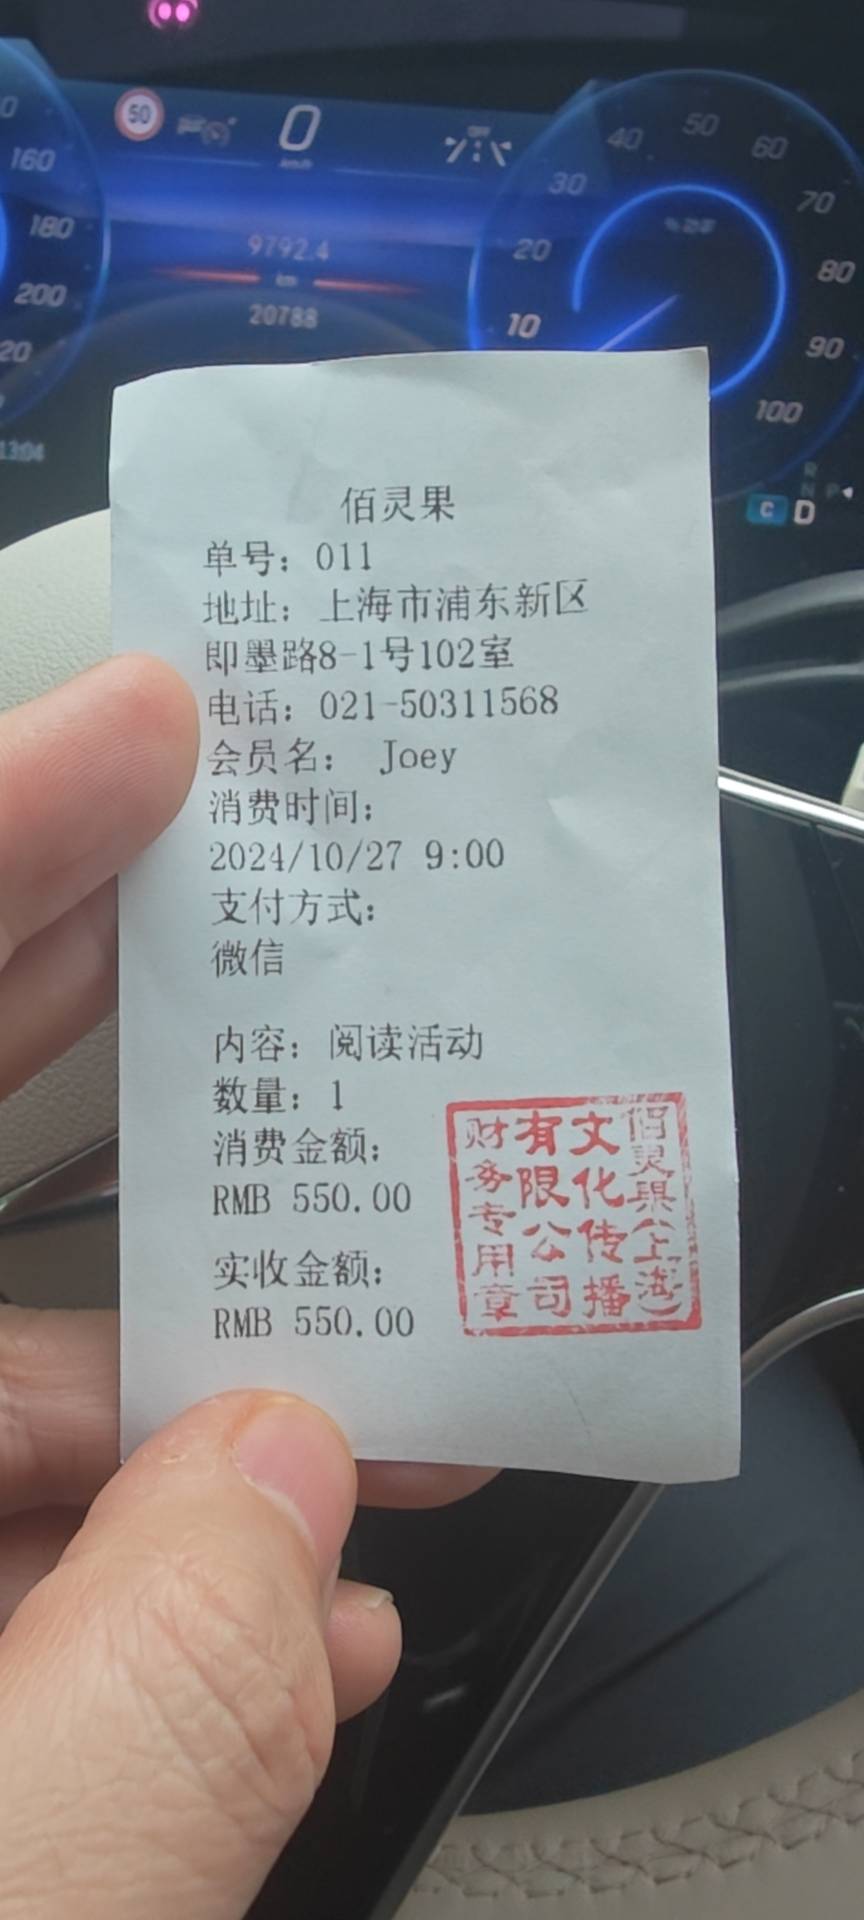 160
180
200
50
0
km/h
9792.4
km
20788
13:04
10
20
30
40
50
60
70
80
90
100
R
N P
C D
佰灵果
单号：011
地址：上海市浦东新区
即墨路8-1号102室
电话：021-50311568
会员名： Joey
消费时间：
2024/10/27 9:00
支付方式：
微信
内容：阅读活动
数量：1
消费金额：
RMB 550.00
实收金额：
RMB 550.00
佰灵果(上海)
文化传播
有限公司
财务专用章